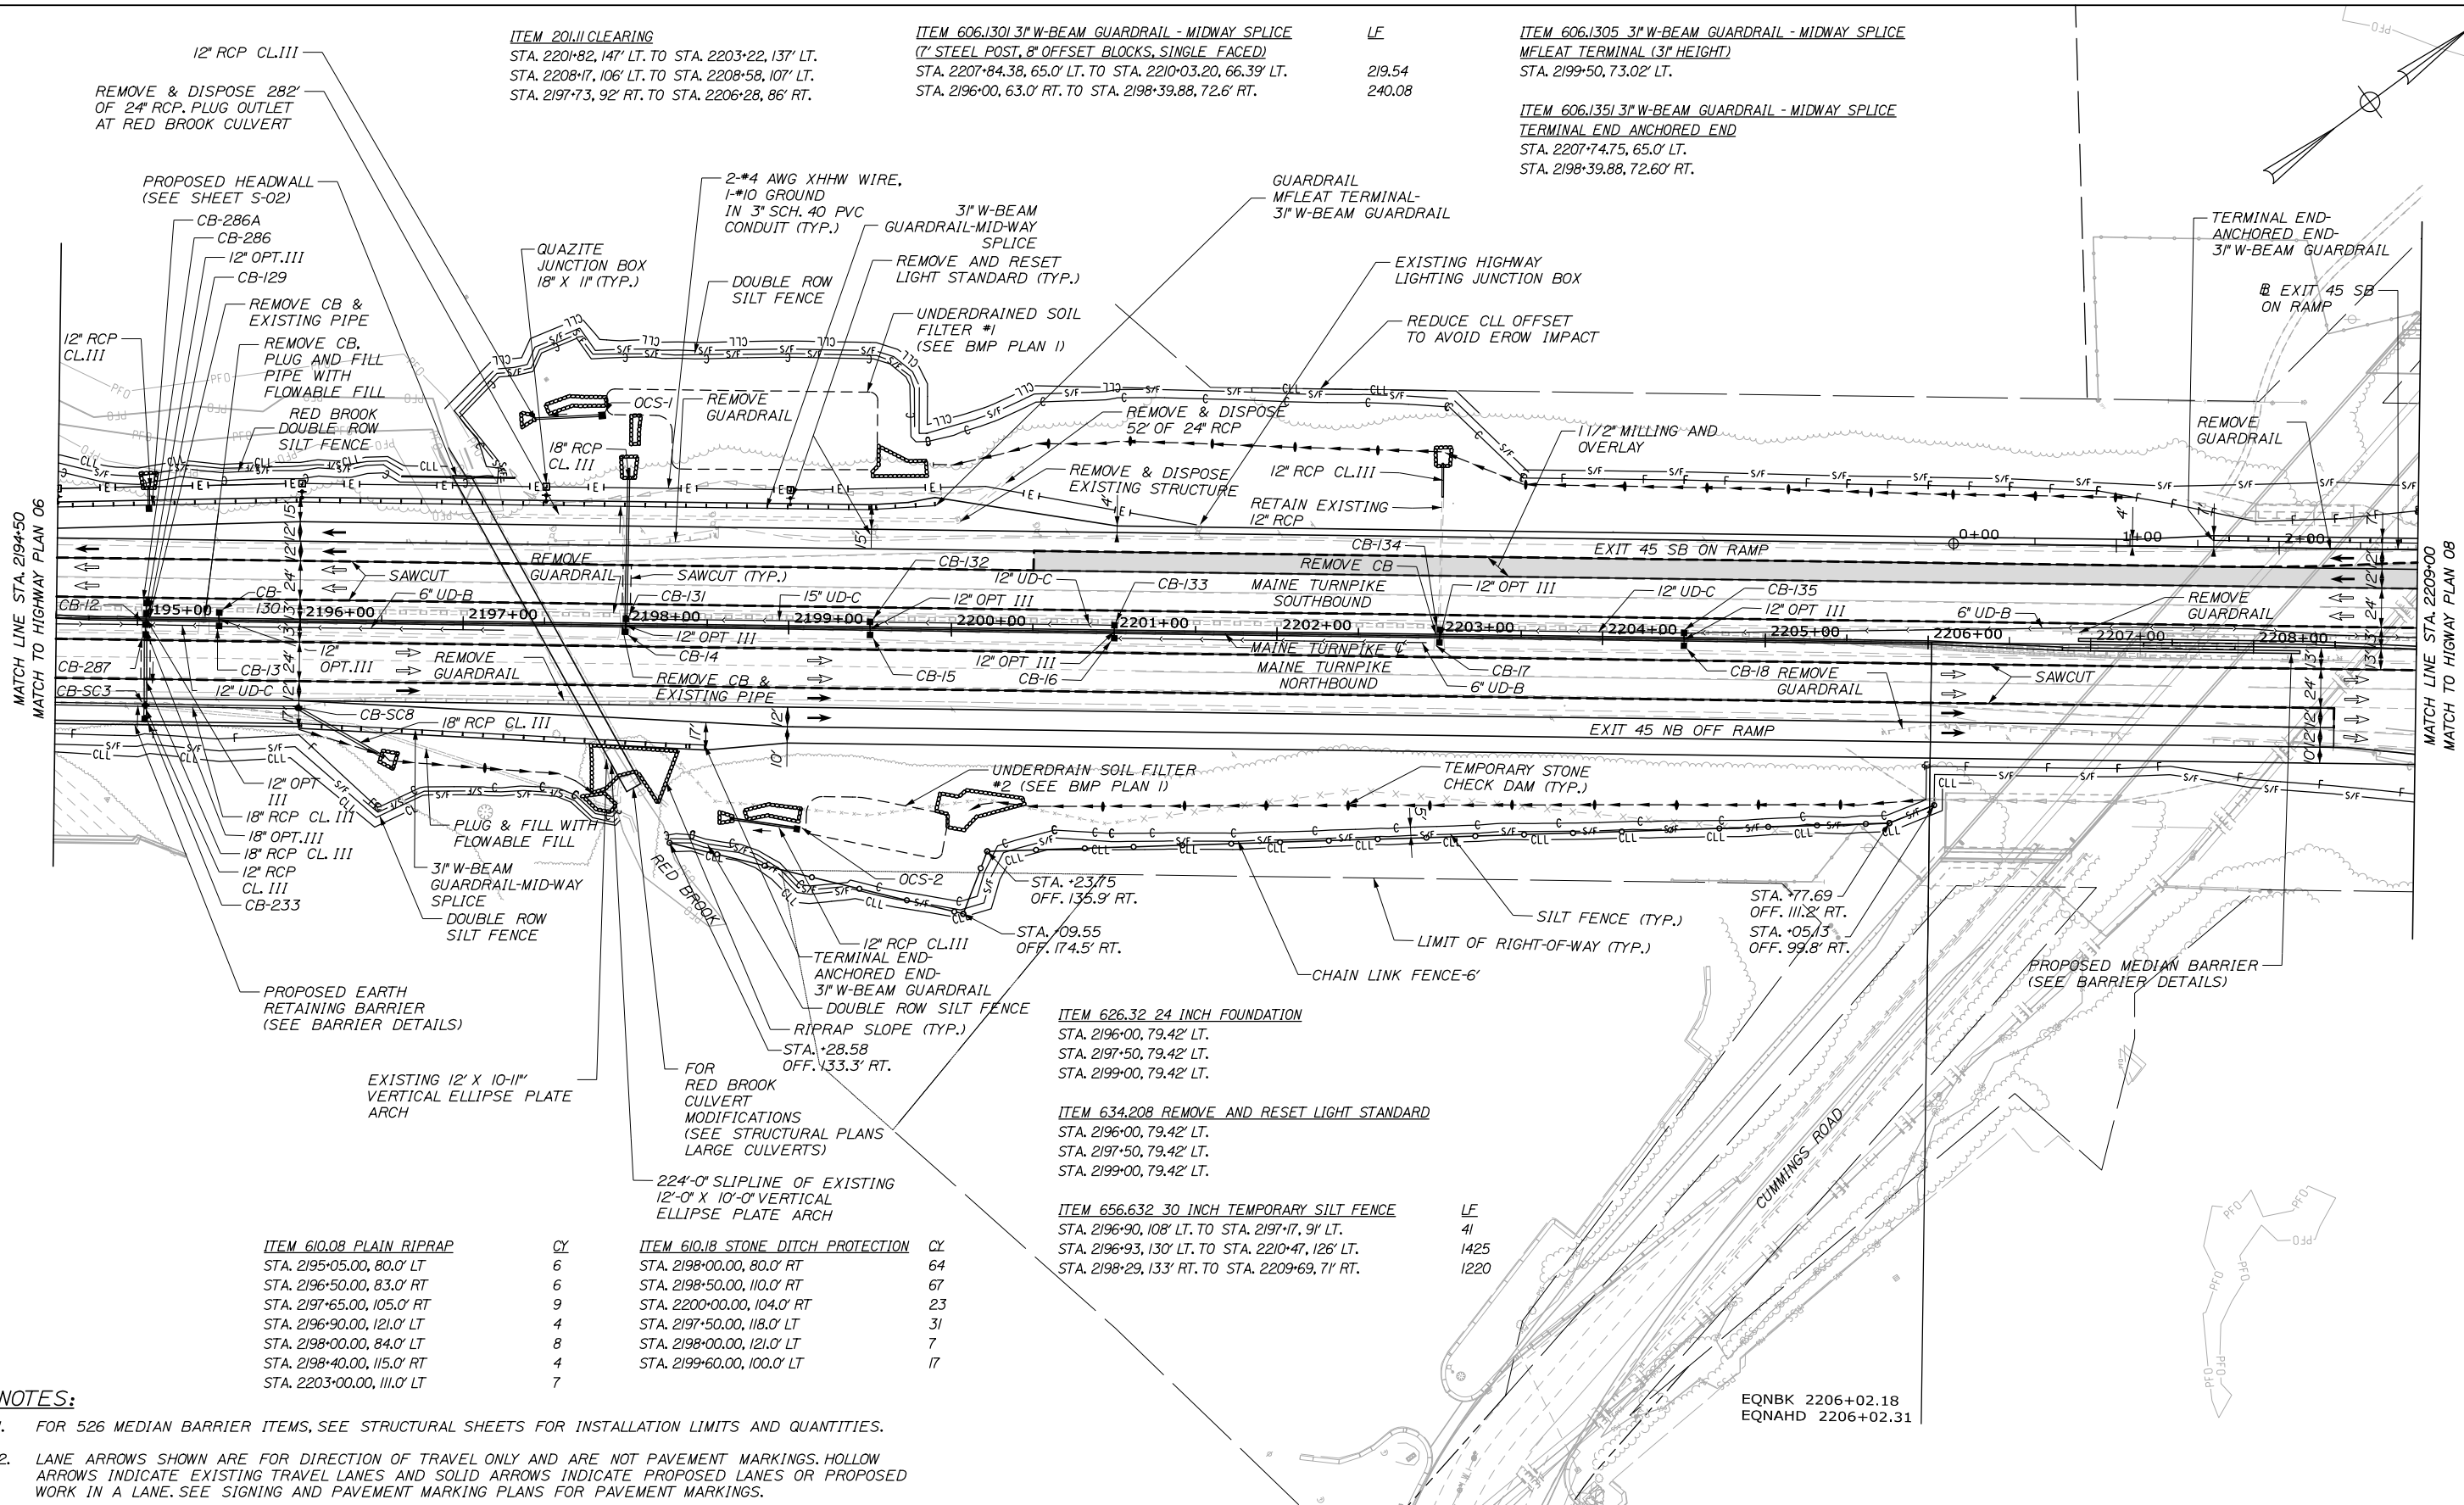 ITEM 201.11 CLEARING
STA. 2201+82, 147' LT. TO STA. 2203+22, 137' LT.
STA. 2208+17, 106' LT. TO STA. 2208+58, 107' LT.
STA. 2197+73, 92' RT. TO STA. 2206+28, 86' RT.
ITEM 606.1301 31" W-BEAM GUARDRAIL - MIDWAY SPLICE LF
(7' STEEL POST, 8" OFFSET BLOCKS, SINGLE FACED)
STA. 2207+84.38, 65.0' LT. TO STA. 2210+03.20, 66.39' LT. 219.54
STA. 2196+00, 63.0' RT. TO STA. 2198+39.88, 72.6' RT. 240.08
ITEM 606.1305 31" W-BEAM GUARDRAIL - MIDWAY SPLICE
MFLEAT TERMINAL (31" HEIGHT)
STA. 2199+50, 73.02' LT.
ITEM 606.1351 31" W-BEAM GUARDRAIL - MIDWAY SPLICE
TERMINAL END ANCHORED END
STA. 2207+74.75, 65.0' LT.
STA. 2198+39.88, 72.60' RT.
12" RCP CL.III
REMOVE & DISPOSE 282'
OF 24" RCP. PLUG OUTLET
AT RED BROOK CULVERT
PROPOSED HEADWALL
(SEE SHEET S-02)
CB-286A
CB-286
12" OPT.III
CB-129
REMOVE CB &
EXISTING PIPE
REMOVE CB,
PLUG AND FILL
PIPE WITH
FLOWABLE FILL
12" RCP
CL.III
RED BROOK
DOUBLE ROW
SILT FENCE
QUAZITE
JUNCTION BOX
18" X 11" (TYP.)
2-#4 AWG XHHW WIRE,
1-#10 GROUND
IN 3" SCH. 40 PVC
CONDUIT (TYP.)
DOUBLE ROW
SILT FENCE
31" W-BEAM
GUARDRAIL-MID-WAY
SPLICE
REMOVE AND RESET
LIGHT STANDARD (TYP.)
UNDERDRAINED SOIL
FILTER #1
(SEE BMP PLAN 1)
GUARDRAIL
MFLEAT TERMINAL-
31" W-BEAM GUARDRAIL
EXISTING HIGHWAY
LIGHTING JUNCTION BOX
REDUCE CLL OFFSET
TO AVOID EROW IMPACT
TERMINAL END-
ANCHORED END-
31" W-BEAM GUARDRAIL
EXIT 45 SB
ON RAMP
OCS-1
REMOVE
GUARDRAIL
18" RCP
CL. III
REMOVE & DISPOSE
52' OF 24" RCP
REMOVE & DISPOSE
EXISTING STRUCTURE
12" RCP CL.III
RETAIN EXISTING
12" RCP
1 1/2" MILLING AND
OVERLAY
REMOVE
GUARDRAIL
MATCH LINE STA. 2194+50
MATCH TO HIGHWAY PLAN 06
15'
12'
12'
24'
13'
13'
24'
12'
17'
15'
4'
0+00
1+00
2+00
4'
7'
7'
EXIT 45 SB ON RAMP
SAWCUT
REMOVE
GUARDRAIL
SAWCUT (TYP.)
CB-132
12" UD-C
CB-133
CB-134
REMOVE CB
MAINE TURNPIKE
SOUTHBOUND
12" OPT III
12" UD-C
CB-135
12" OPT III
6" UD-B
REMOVE
GUARDRAIL
CB-12
CB-
130
6" UD-B
CB-131
15" UD-C
12" OPT III
2195+00
2196+00
2197+00
2198+00
2199+00
2200+00
2201+00
2202+00
2203+00
2204+00
2205+00
2206+00
2207+00
2208+00
CB-287
CB-13
12"
OPT.III
REMOVE
GUARDRAIL
12" OPT III
CB-14
REMOVE CB &
EXISTING PIPE
CB-15
12" OPT III
CB-16
MAINE TURNPIKE ℄
MAINE TURNPIKE
NORTHBOUND
CB-17
6" UD-B
CB-18
REMOVE
GUARDRAIL
SAWCUT
CB-SC3
12" UD-C
CB-SC8
18" RCP CL. III
17'
12'
10'
EXIT 45 NB OFF RAMP
12'
12'
24'
13'
13'
24'
12'
12'
10'
MATCH LINE STA. 2209+00
MATCH TO HIGHWAY PLAN 08
12" OPT
III
18" RCP CL. III
18" OPT.III
18" RCP CL. III
12" RCP
CL. III
CB-233
PLUG & FILL WITH
FLOWABLE FILL
31" W-BEAM
GUARDRAIL-MID-WAY
SPLICE
DOUBLE ROW
SILT FENCE
RED BROOK
UNDERDRAIN SOIL FILTER
#2 (SEE BMP PLAN 1)
TEMPORARY STONE
CHECK DAM (TYP.)
5'
OCS-2
STA. +23.75
OFF. 135.9' RT.
STA. +09.55
OFF. 174.5' RT.
12" RCP CL.III
TERMINAL END-
ANCHORED END-
31" W-BEAM GUARDRAIL
DOUBLE ROW SILT FENCE
RIPRAP SLOPE (TYP.)
STA. +28.58
OFF. 133.3' RT.
SILT FENCE (TYP.)
LIMIT OF RIGHT-OF-WAY (TYP.)
CHAIN LINK FENCE-6'
STA. +77.69
OFF. 111.2' RT.
STA. +05.13
OFF. 99.8' RT.
PROPOSED MEDIAN BARRIER
(SEE BARRIER DETAILS)
PROPOSED EARTH
RETAINING BARRIER
(SEE BARRIER DETAILS)
EXISTING 12' X 10-11"
VERTICAL ELLIPSE PLATE
ARCH
FOR
RED BROOK
CULVERT
MODIFICATIONS
(SEE STRUCTURAL PLANS
LARGE CULVERTS)
224'-0" SLIPLINE OF EXISTING
12'-0" X 10'-0" VERTICAL
ELLIPSE PLATE ARCH
ITEM 626.32 24 INCH FOUNDATION
STA. 2196+00, 79.42' LT.
STA. 2197+50, 79.42' LT.
STA. 2199+00, 79.42' LT.
ITEM 634.208 REMOVE AND RESET LIGHT STANDARD
STA. 2196+00, 79.42' LT.
STA. 2197+50, 79.42' LT.
STA. 2199+00, 79.42' LT.
ITEM 656.632 30 INCH TEMPORARY SILT FENCE LF
STA. 2196+90, 108' LT. TO STA. 2197+17, 91' LT. 41
STA. 2196+93, 130' LT. TO STA. 2210+47, 126' LT. 1425
STA. 2198+29, 133' RT. TO STA. 2209+69, 71' RT. 1220
CUMMINGS ROAD
ITEM 610.08 PLAIN RIPRAP CY
STA. 2195+05.00, 80.0' LT 6
STA. 2196+50.00, 83.0' RT 6
STA. 2197+65.00, 105.0' RT 9
STA. 2196+90.00, 121.0' LT 4
STA. 2198+00.00, 84.0' LT 8
STA. 2198+40.00, 115.0' RT 4
STA. 2203+00.00, 111.0' LT 7
ITEM 610.18 STONE DITCH PROTECTION CY
STA. 2198+00.00, 80.0' RT 64
STA. 2198+50.00, 110.0' RT 67
STA. 2200+00.00, 104.0' RT 23
STA. 2197+50.00, 118.0' LT 31
STA. 2198+00.00, 121.0' LT 7
STA. 2199+60.00, 100.0' LT 17
EQNBK 2206+02.18
EQNAHD 2206+02.31
NOTES:
FOR 526 MEDIAN BARRIER ITEMS, SEE STRUCTURAL SHEETS FOR INSTALLATION LIMITS AND QUANTITIES.
2. LANE ARROWS SHOWN ARE FOR DIRECTION OF TRAVEL ONLY AND ARE NOT PAVEMENT MARKINGS. HOLLOW
ARROWS INDICATE EXISTING TRAVEL LANES AND SOLID ARROWS INDICATE PROPOSED LANES OR PROPOSED
WORK IN A LANE. SEE SIGNING AND PAVEMENT MARKING PLANS FOR PAVEMENT MARKINGS.